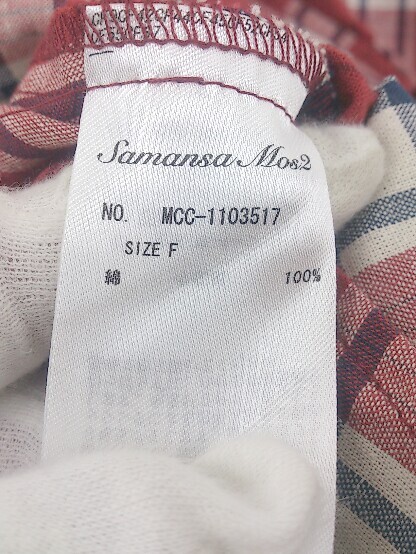 Samansa Mos2
NO. MCC-1103517
SIZE F
綿 100%